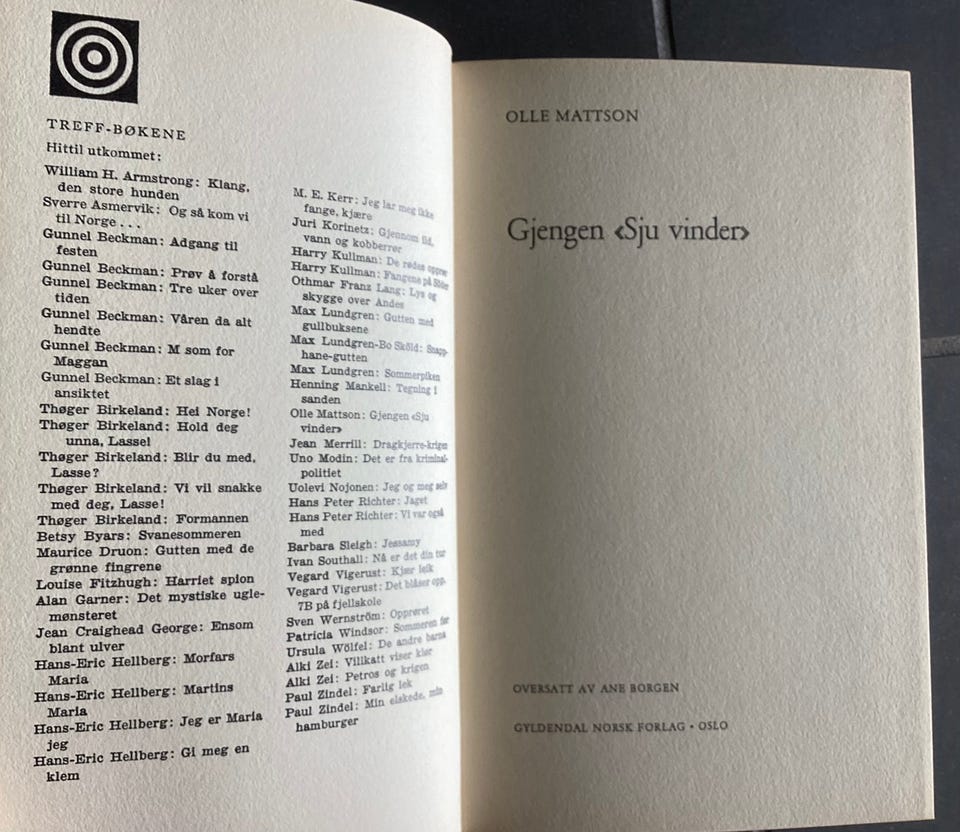 TREFF-BØKENE
Hittil utkommet:
William H. Armstrong: Klang,
den store hunden
Sverre Asmervik: Og så kom vi
til Norge . . .
Gunnel Beckman: Adgang til
festen
Gunnel Beckman: Prøv å forstå
Gunnel Beckman: Tre uker over
tiden
Gunnel Beckman: Våren da alt
hendte
Gunnel Beckman: M som for
Maggan
Gunnel Beckman: Et slag i
ansiktet
Thøger Birkeland: Hei Norge!
Thøger Birkeland: Hold deg
unna, Lasse!
Thøger Birkeland: Blir du med,
Lasse?
Thøger Birkeland: Vi vil snakke
med deg, Lasse!
Thøger Birkeland: Formannen
Betsy Byars: Svanesommeren
Maurice Druon: Gutten med de
grønne fingrene
Louise Fitzhugh: Harriet spion
Alan Garner: Det mystiske ugle-
mønsteret
Jean Craighead George: Ensom
blant ulver
Hans-Eric Hellberg: Morfars
Maria
Hans-Eric Hellberg: Martins
Maria
Hans-Eric Hellberg: Jeg er Maria
jeg
Hans-Eric Hellberg: Gi meg en
klem
M. E. Kerr: Jeg lar meg ikke
fange, kjære
Juri Korinetz: Gjennom ild,
vann og kobberrør
Harry Kullman: De rødes opprør
Harry Kullman: Fangene på
Othmar Franz Lang: Lys og
skygge over Andes
Max Lundgren: Gutten med
gullbuksene
Max Lundgren-Bo Sköld: Snapp-
hane-gutten
Max Lundgren: Sommerpiken
Henning Mankell: Tegning i
sanden
Olle Mattson: Gjengen «Sju
vinder»
Jean Merrill: Dragkjerre-krigen
Uno Modin: Det er fra kriminal-
politiet
Uolevi Nojonen: Jeg og meg selv
Hans Peter Richter: Jaget
Hans Peter Richter: Vi var også
med
Barbara Sleigh: Jessamy
Ivan Southall: Nå er det din tur
Vegard Vigerust: Kjær leik
Vegard Vigerust: Det blåser opp.
7B på fjellskole
Sven Wernström: Opprøret
Patricia Windsor: Sommeren før
Ursula Wölfel: De andre barna
Alki Zei: Villkatt viser klør
Alki Zei: Petros og krigen
Paul Zindel: Farlig lek
Paul Zindel: Min elskede, min
hamburger
OLLE MATTSON
Gjengen «Sju vinder»
OVERSATT AV ANE BORGEN
GYLDENDAL NORSK FORLAG • OSLO